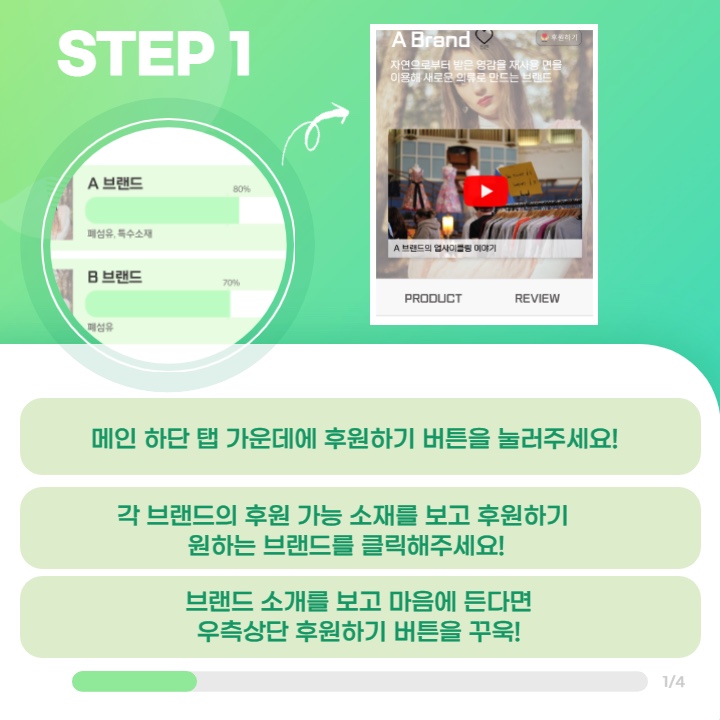 STEP 1
A 브랜드
80%
폐섬유, 특수소재
B 브랜드
70%
폐섬유
A Brand
후원하기
자연으로부터 받은 영감을 재사용 면을
이용해 새로운 의류로 만드는 브랜드
A 브랜드의 업사이클링 이야기
PRODUCT
REVIEW
메인 하단 탭 가운데에 후원하기 버튼을 눌러주세요!
각 브랜드의 후원 가능 소재를 보고 후원하기
원하는 브랜드를 클릭해주세요!
브랜드 소개를 보고 마음에 든다면
우측상단 후원하기 버튼을 꾸욱!
1/4